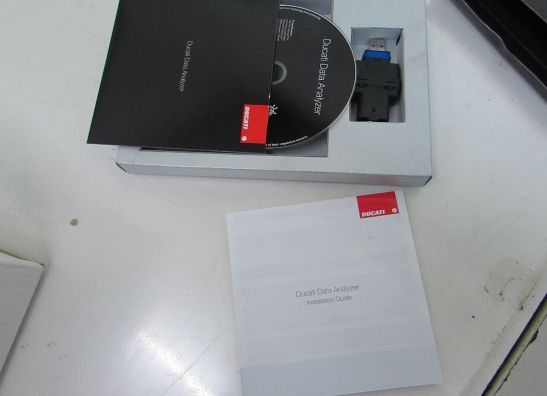 Ducati Data Analyzer
DUCATI
Ducati Data Analyzer
DUCATI
Ducati Data Analyzer
Installation Guide